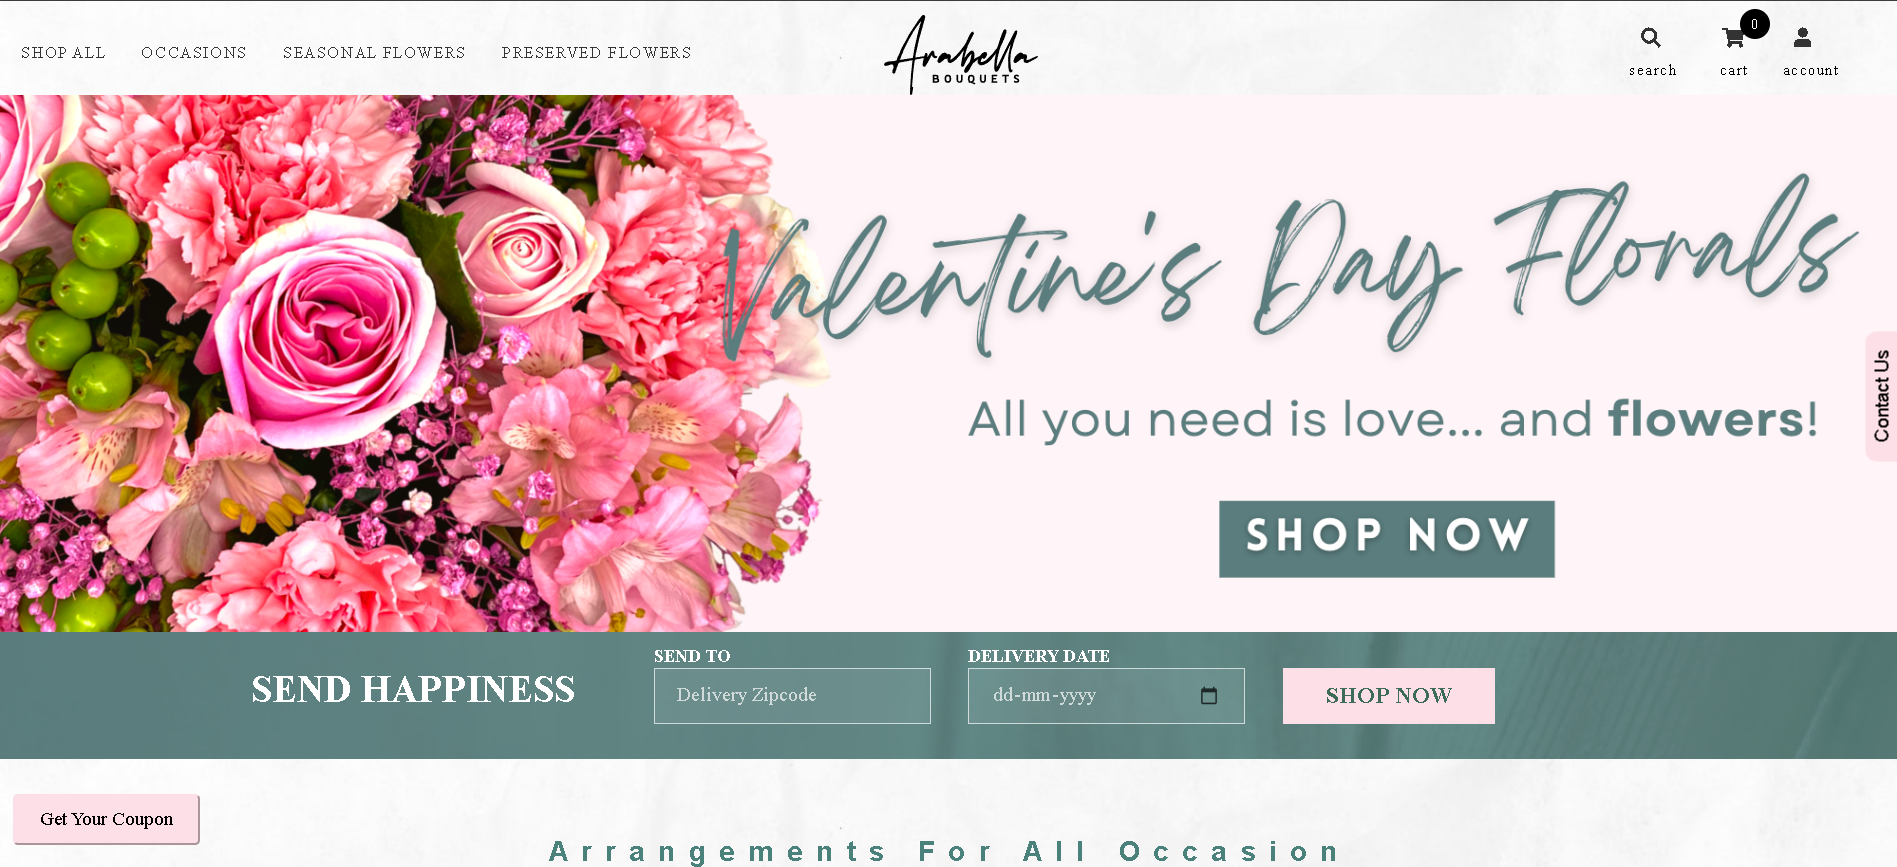 SHOP ALL
OCCASIONS
SEASONAL FLOWERS
PRESERVED FLOWERS
Arabella
BOUQUETS
search
0
cart
account
Valentine's Day Florals
All you need is love... and flowers!
SHOP NOW
Contact Us
SEND HAPPINESS
SEND TO
Delivery Zipcode
DELIVERY DATE
dd-mm-yyyy
SHOP NOW
Get Your Coupon
Arrangements For All Occasion